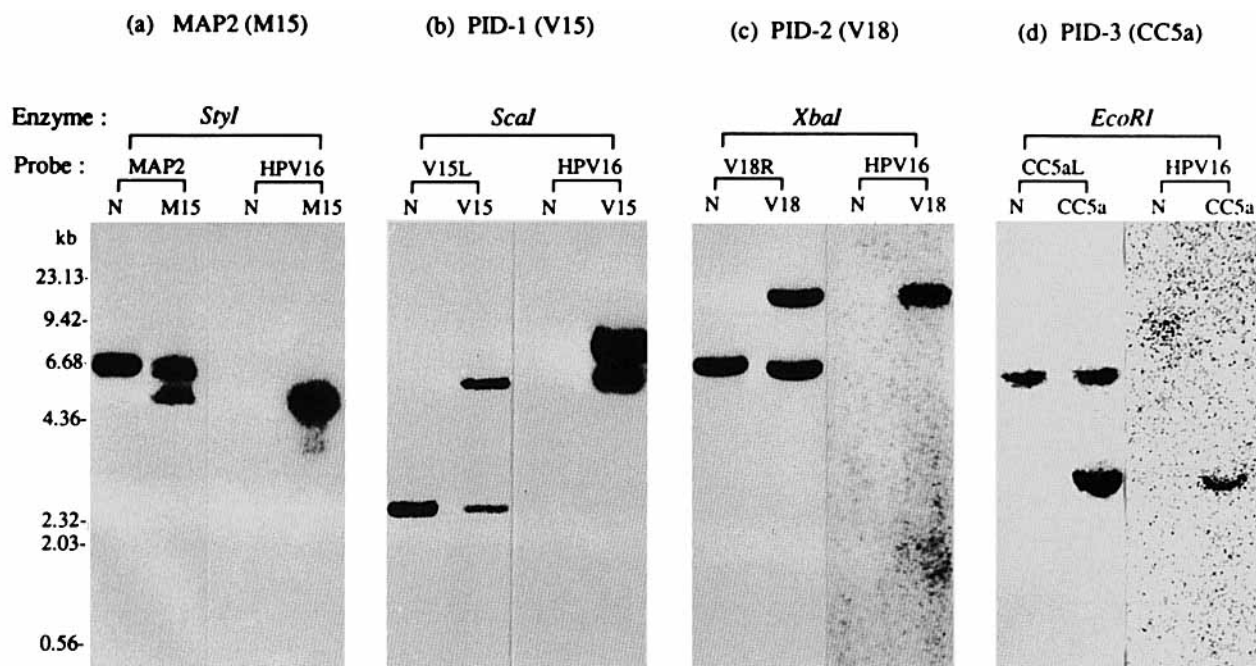 (a) MAP2 (M15) (b) PID-1 (V15) (c) PID-2 (V18) (d) PID-3 (CC5a)
Enzyme : StyI ScaI XbaI EcoRI
Probe : MAP2 HPV16 V15L HPV16 V18R HPV16 CC5aL HPV16
N M15 N M15 N V15 N V15 N V18 N V18 N CC5a N CC5a
kb
23.13-
9.42-
6.68-
4.36-
2.32-
2.03-
0.56-